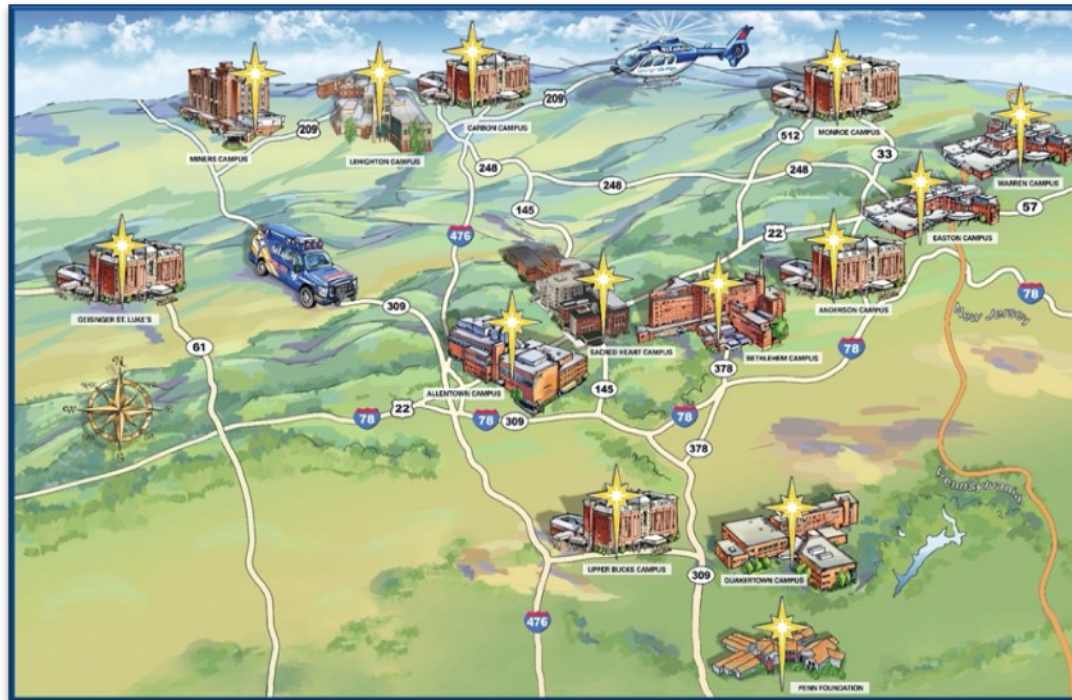 209
209
MINERS CAMPUS
LEHIGHTON CAMPUS
CARBON CAMPUS
512
MONROE CAMPUS
33
WARREN CAMPUS
248
248
248
145
57
22
EASTON CAMPUS
476
78
New Jersey
GEISINGER ST. LUKE'S
309
ANDERSON CAMPUS
61
SACRED HEART CAMPUS
BETHLEHEM CAMPUS
78
378
N
W
E
S
ALLENTOWN CAMPUS
145
22
78
78
309
78
378
Pennsylvania
UPPER BUCKS CAMPUS
309
QUAKERTOWN CAMPUS
476
PENN FOUNDATION